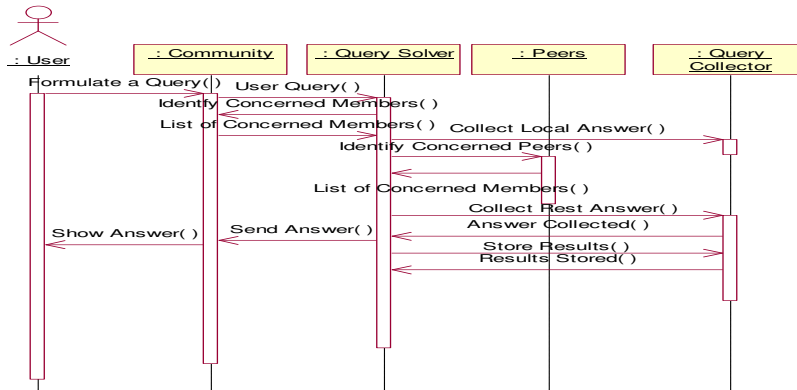 : User
: Community
: Query Solver
: Peers
: Query
Collector
Formulate a Query( )
User Query( )
Identfy Concerned Members( )
List of Concerned Members( )
Collect Local Answer( )
Identify Concerned Peers( )
List of Concerned Members( )
Collect Rest Answer( )
Answer Collected( )
Send Answer( )
Show Answer( )
Store Results( )
Results Stored( )